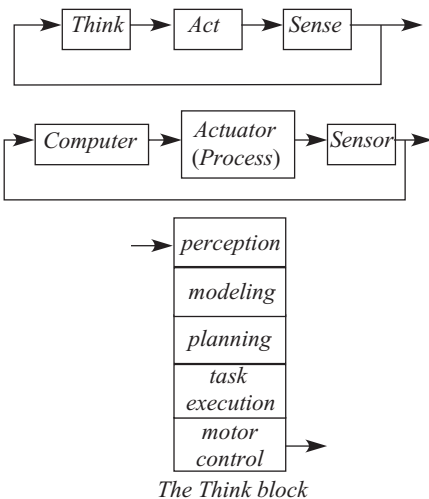 Think Act Sense
Computer Actuator (Process) Sensor
perception
modeling
planning
task
execution
motor
control
The Think block